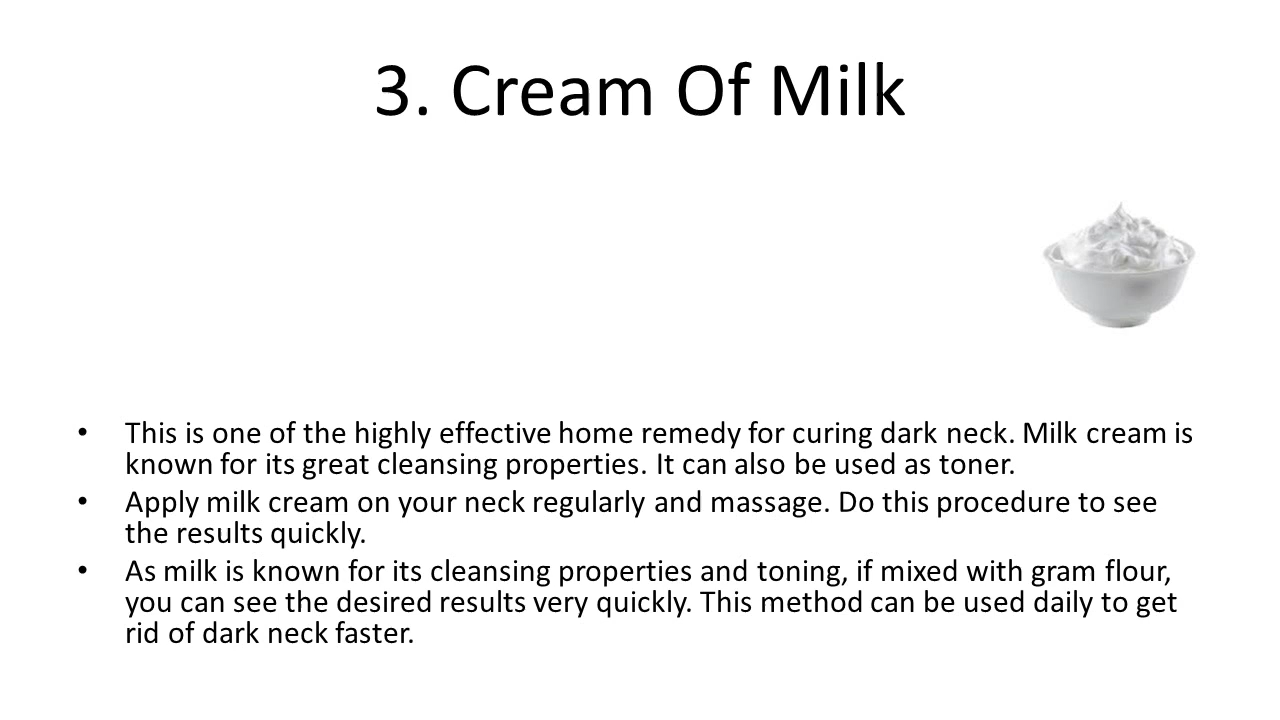 3. Cream Of Milk
• This is one of the highly effective home remedy for curing dark neck. Milk cream is
known for its great cleansing properties. It can also be used as toner.
• Apply milk cream on your neck regularly and massage. Do this procedure to see
the results quickly.
• As milk is known for its cleansing properties and toning, if mixed with gram flour,
you can see the desired results very quickly. This method can be used daily to get
rid of dark neck faster.